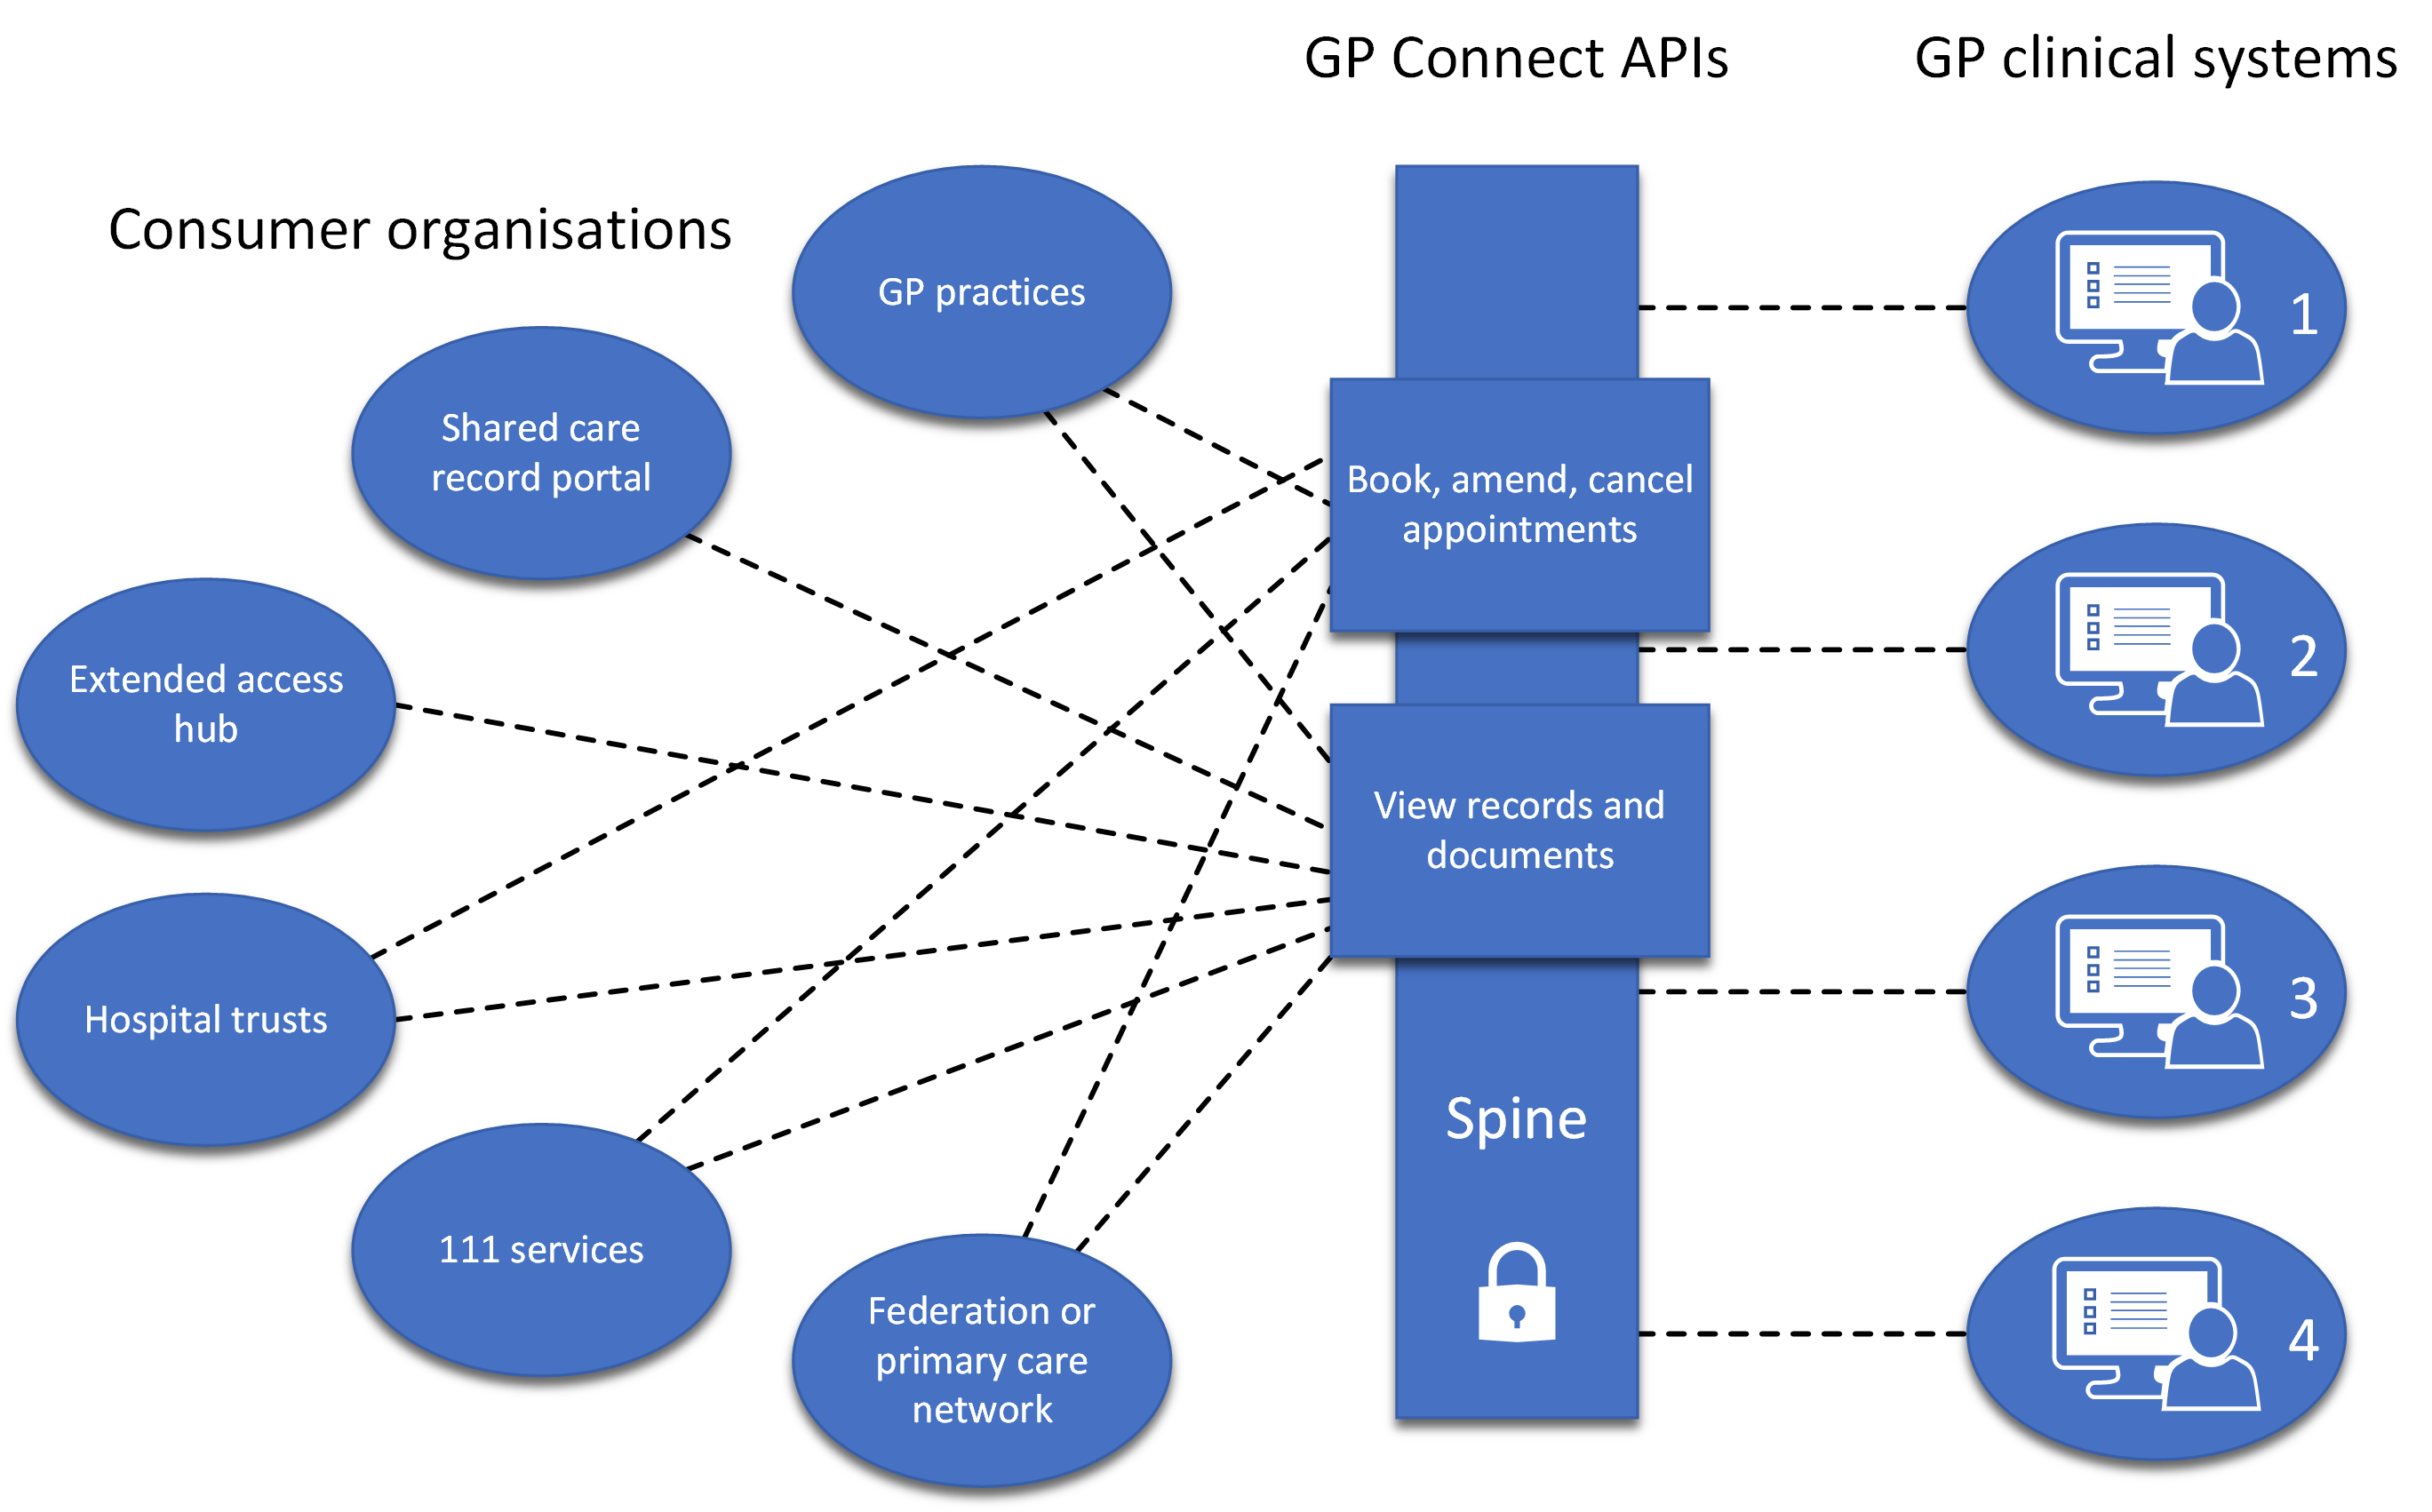 GP Connect APIs
GP clinical systems
Consumer organisations
GP practices
Shared care
record portal
Extended access
hub
Hospital trusts
111 services
Federation or
primary care
network
Book, amend, cancel
appointments
View records and
documents
Spine
1
2
3
4